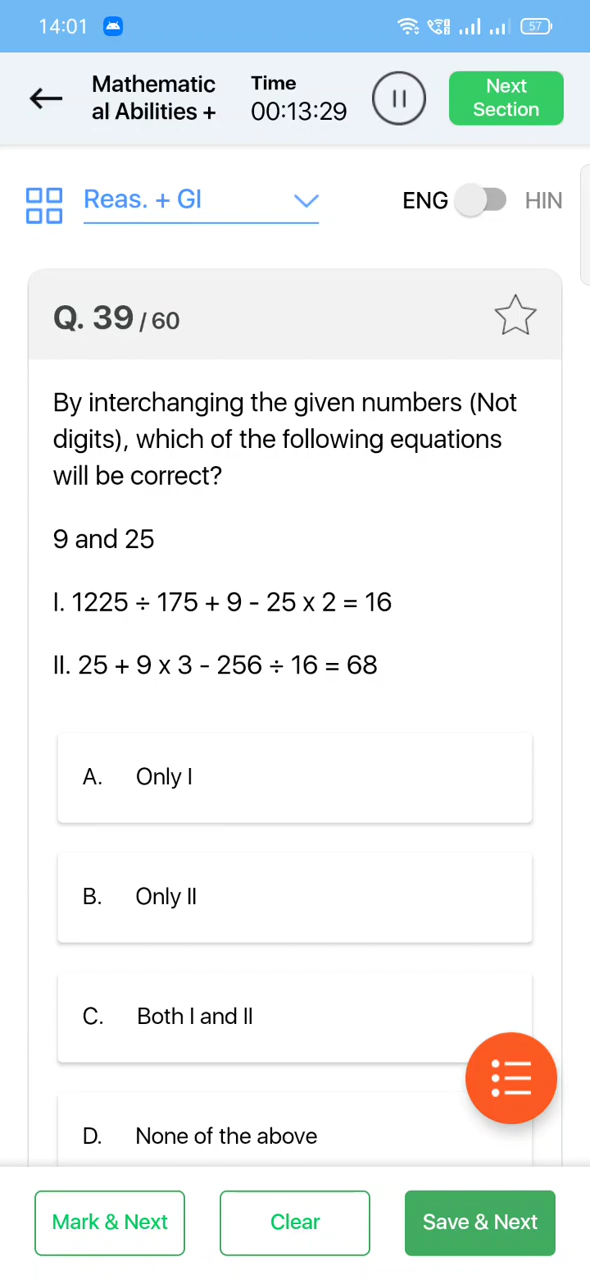 14:01
57
Mathematic
al Abilities +
Time
00:13:29
Next
Section
Reas. + GI
ENG
HIN
Q. 39 / 60
By interchanging the given numbers (Not
digits), which of the following equations
will be correct?
9 and 25
I. 1225 ÷ 175 + 9 - 25 x 2 = 16
II. 25 + 9 x 3 - 256 ÷ 16 = 68
A. Only I
B. Only II
C. Both I and II
D. None of the above
Mark & Next
Clear
Save & Next